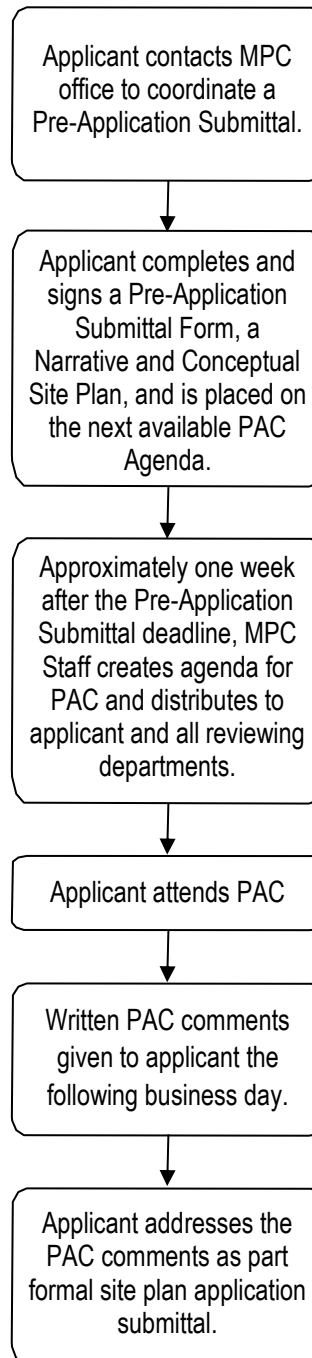 Applicant contacts MPC
office to coordinate a
Pre-Application Submittal.
Applicant completes and
signs a Pre-Application
Submittal Form, a
Narrative and Conceptual
Site Plan, and is placed on
the next available PAC
Agenda.
Approximately one week
after the Pre-Application
Submittal deadline, MPC
Staff creates agenda for
PAC and distributes to
applicant and all reviewing
departments.
Applicant attends PAC
Written PAC comments
given to applicant the
following business day.
Applicant addresses the
PAC comments as part
formal site plan application
submittal.